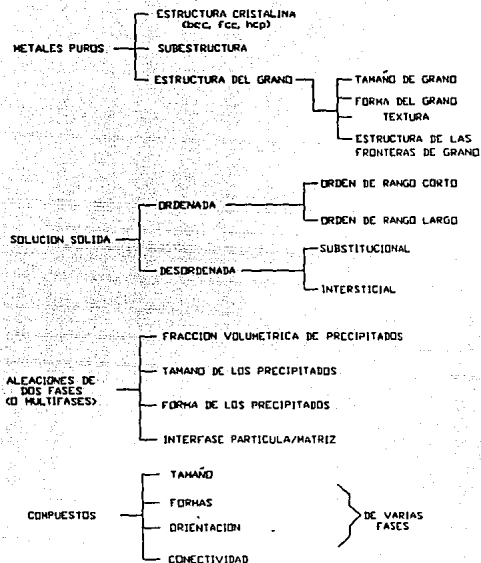 ESTRUCTURA CRISTALINA
(bcc, fcc, hcp)
METALES PUROS
SUBESTRUCTURA
ESTRUCTURA DEL GRANO
TAMAÑO DE GRANO
FORMA DEL GRANO
TEXTURA
ESTRUCTURA DE LAS
FRONTERAS DE GRANO
ORDEN DE RANGO CORTO
ORDENADA
ORDEN DE RANGO LARGO
SOLUCION SOLIDA
SUBSTITUCIONAL
DESORDENADA
INTERSTICIAL
FRACCION VOLUMETRICA DE PRECIPITADOS
TAMANO DE LOS PRECIPITADOS
ALEACIONES DE
DOS FASES
(O MULTIFASES)
FORMA DE LOS PRECIPITADOS
INTERFASE PARTICULA/MATRIZ
TAMAÑO
FORMAS
COMPUESTOS
DE VARIAS
FASES
ORIENTACION
CONECTIVIDAD